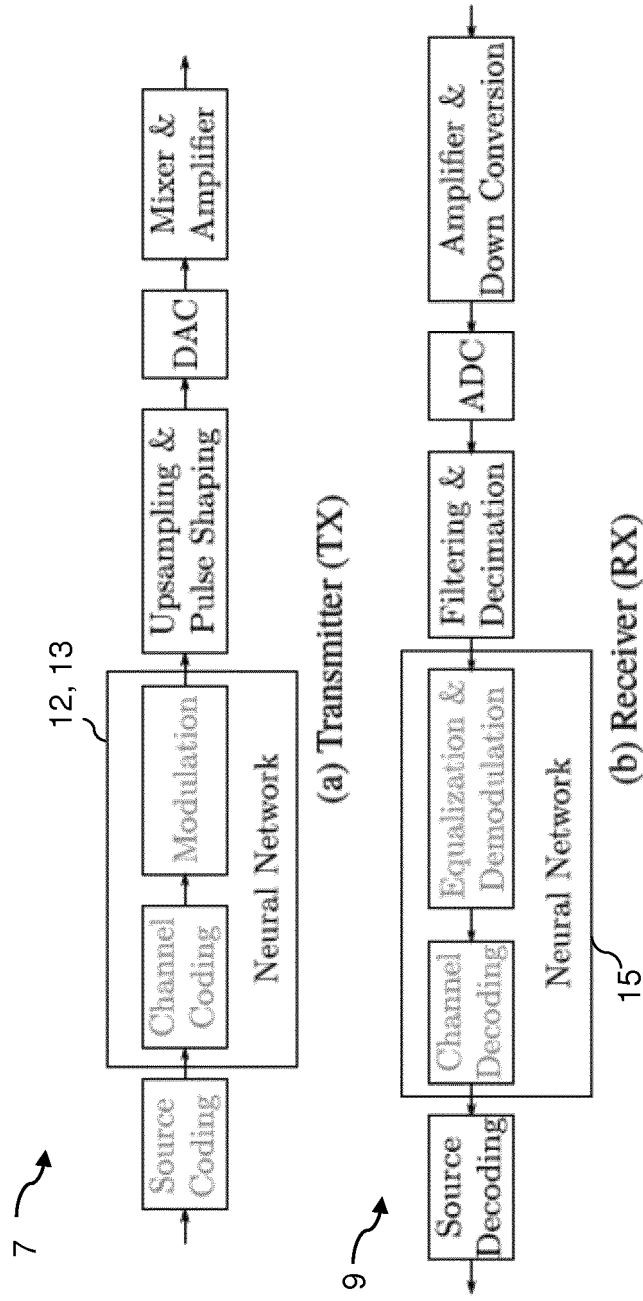 7
12, 13
Source
Coding
Channel
Coding
Modulation
Neural Network
Upsampling &
Pulse Shaping
DAC
Mixer &
Amplifier
(a) Transmitter (TX)
9
Source
Decoding
Channel
Decoding
Equalization &
Demodulation
Neural Network
15
Filtering &
Decimation
ADC
Amplifier &
Down Conversion
(b) Receiver (RX)